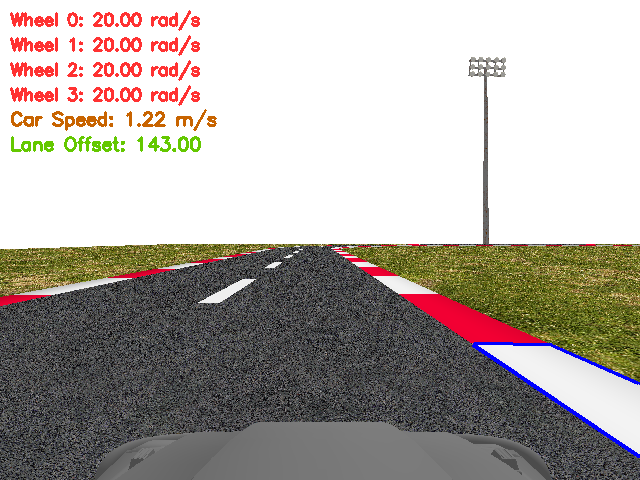 Wheel 0: 20.00 rad/s
Wheel 1: 20.00 rad/s
Wheel 2: 20.00 rad/s
Wheel 3: 20.00 rad/s
Car Speed: 1.22 m/s
Lane Offset: 143.00